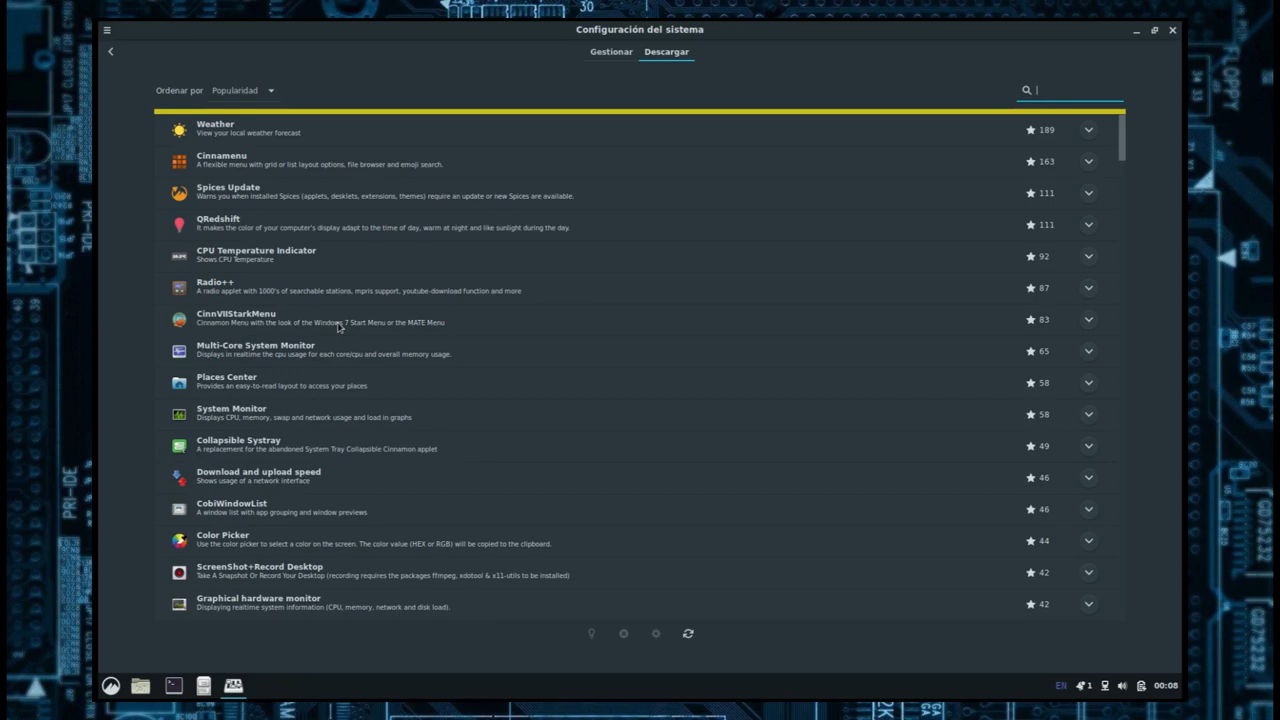 30
Configuración del sistema
Gestionar
Descargar
Ordenar por
Popularidad
Weather
View your local weather forecast
189
Cinnamenu
A flexible menu with grid or list layout options, file browser and emoji search.
163
Spices Update
Warns you when installed Spices (applets, desklets, extensions, themes) require an update or new Spices are available.
111
QRedshift
It makes the color of your computer's display adapt to the time of day, warm at night and like sunlight during the day.
111
CPU Temperature Indicator
Shows CPU Temperature
92
Radio++
A radio applet with 1000's of searchable stations, mpris support, youtube-download function and more
87
CinnVIIStarkMenu
Cinnamon Menu with the look of the Windows 7 Start Menu or the MATE Menu
83
Multi-Core System Monitor
Displays in realtime the cpu usage for each core/cpu and overall memory usage.
65
Places Center
Provides an easy-to-read layout to access your places
58
System Monitor
Displays CPU, memory, swap and network usage and load in graphs
58
Collapsible Systray
A replacement for the abandoned System Tray Collapsible Cinnamon applet
49
Download and upload speed
Shows usage of a network interface
46
CobiWindowList
A window list with app grouping and window previews
46
Color Picker
Use the color picker to select a color on the screen. The color value (HEX or RGB) will be copied to the clipboard.
44
ScreenShot+Record Desktop
Take A Snapshot Or Record Your Desktop (recording requires the packages ffmpeg, xdotool & x11-utils to be installed)
42
Graphical hardware monitor
Displaying realtime system information (CPU, memory, network and disk load).
42
EN
1
00:08
PRI-IDE
PRI-IDE
FLOPPY
34 33
CD75232
GD75232